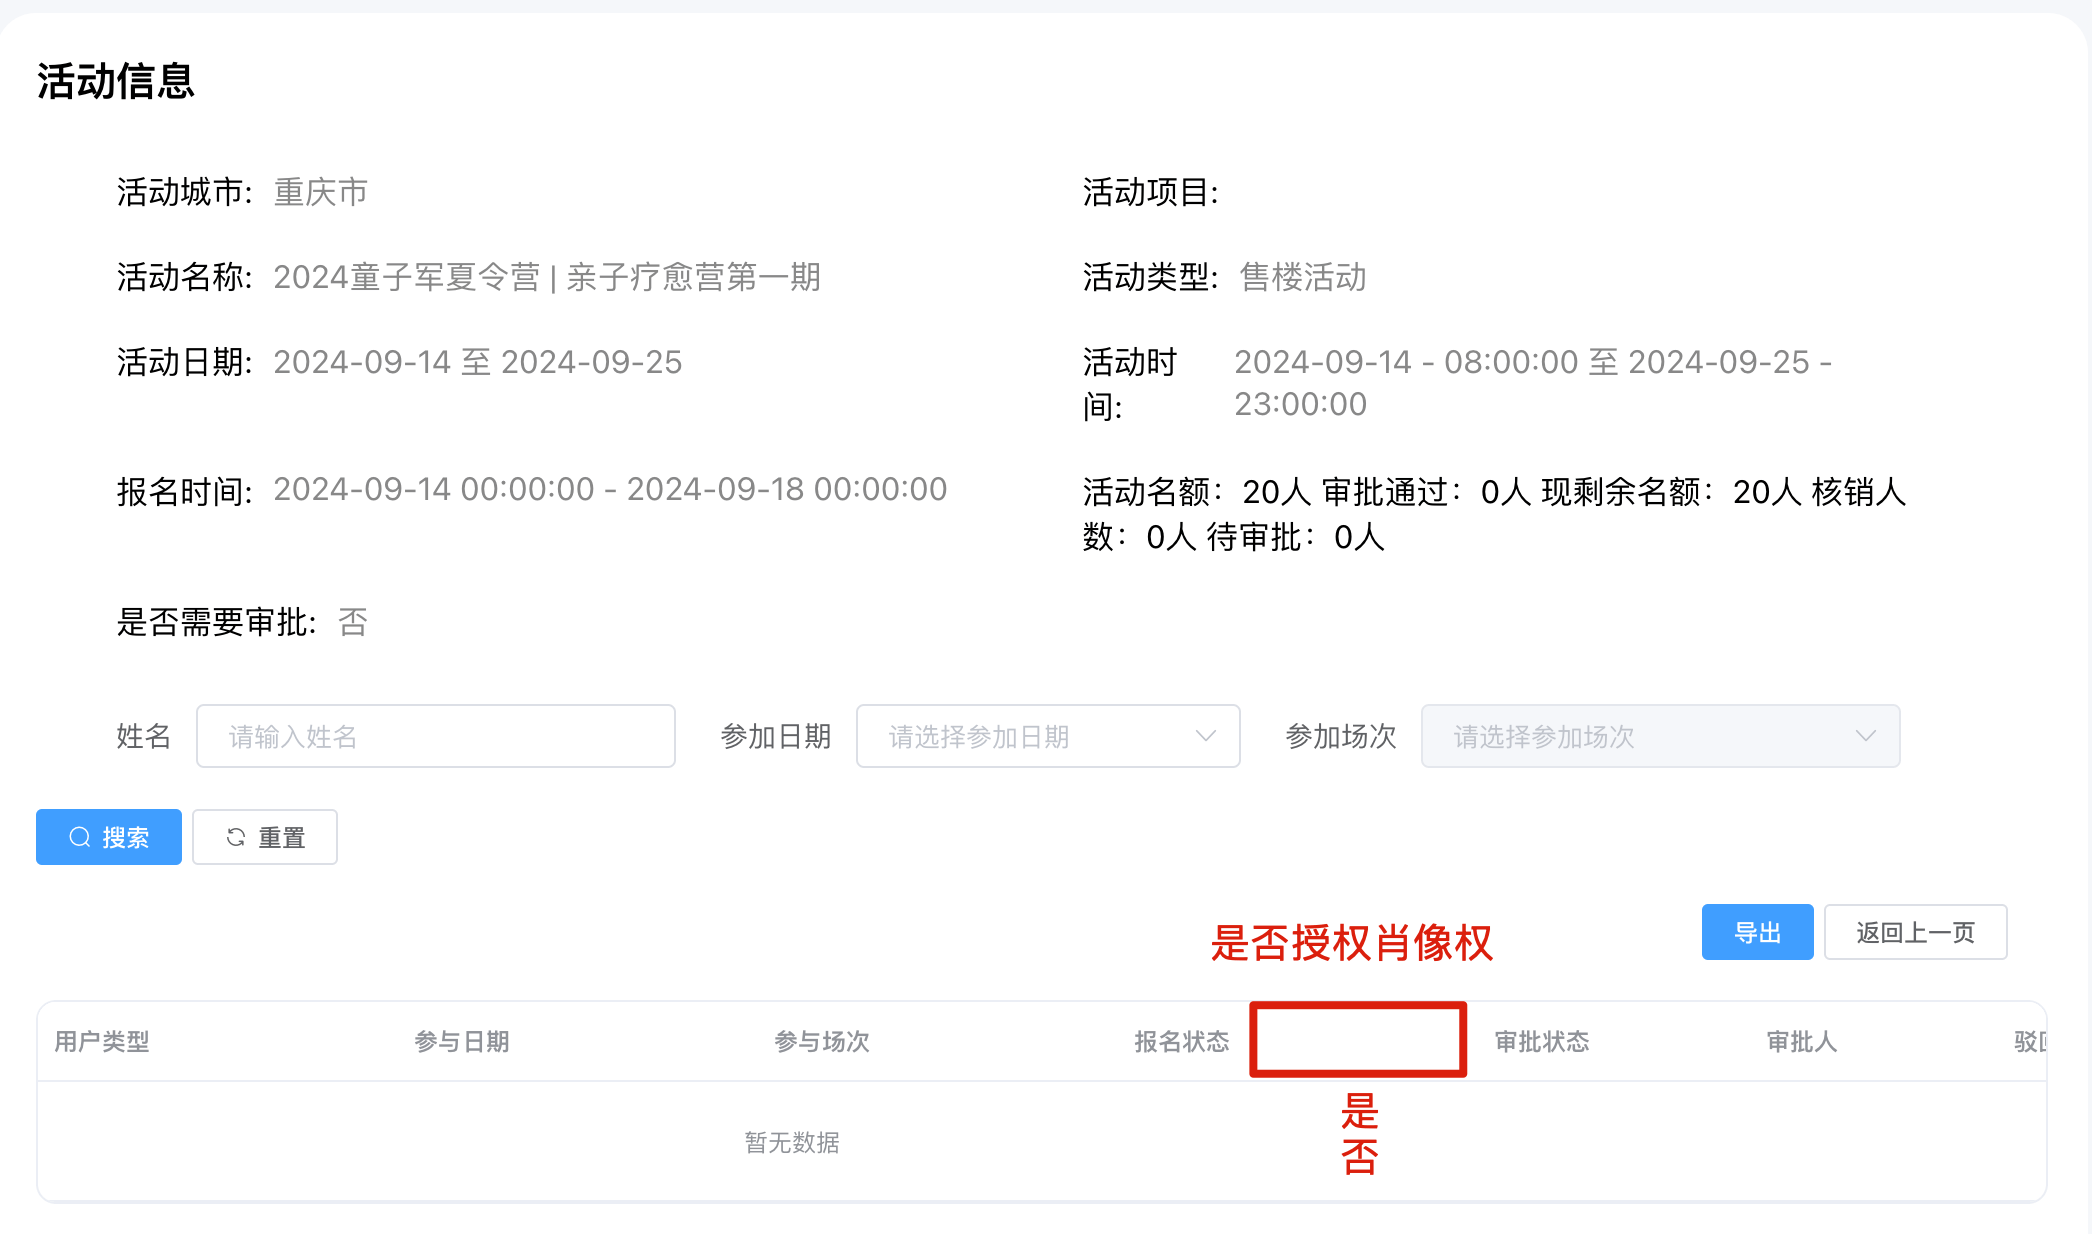 活动信息
活动城市: 重庆市
活动项目:
活动名称: 2024童子军夏令营 | 亲子疗愈营第一期
活动类型: 售楼活动
活动日期: 2024-09-14 至 2024-09-25
活动时间: 2024-09-14 - 08:00:00 至 2024-09-25 -
23:00:00
报名时间: 2024-09-14 00:00:00 - 2024-09-18 00:00:00
活动名额：20人 审批通过：0人 现剩余名额：20人 核销人
数：0人 待审批：0人
是否需要审批: 否
姓名 请输入姓名 参加日期 请选择参加日期 参加场次 请选择参加场次
搜索 重置
是否授权肖像权
导出 返回上一页
用户类型 参与日期 参与场次 报名状态 审批状态 审批人 驳
是
否
暂无数据